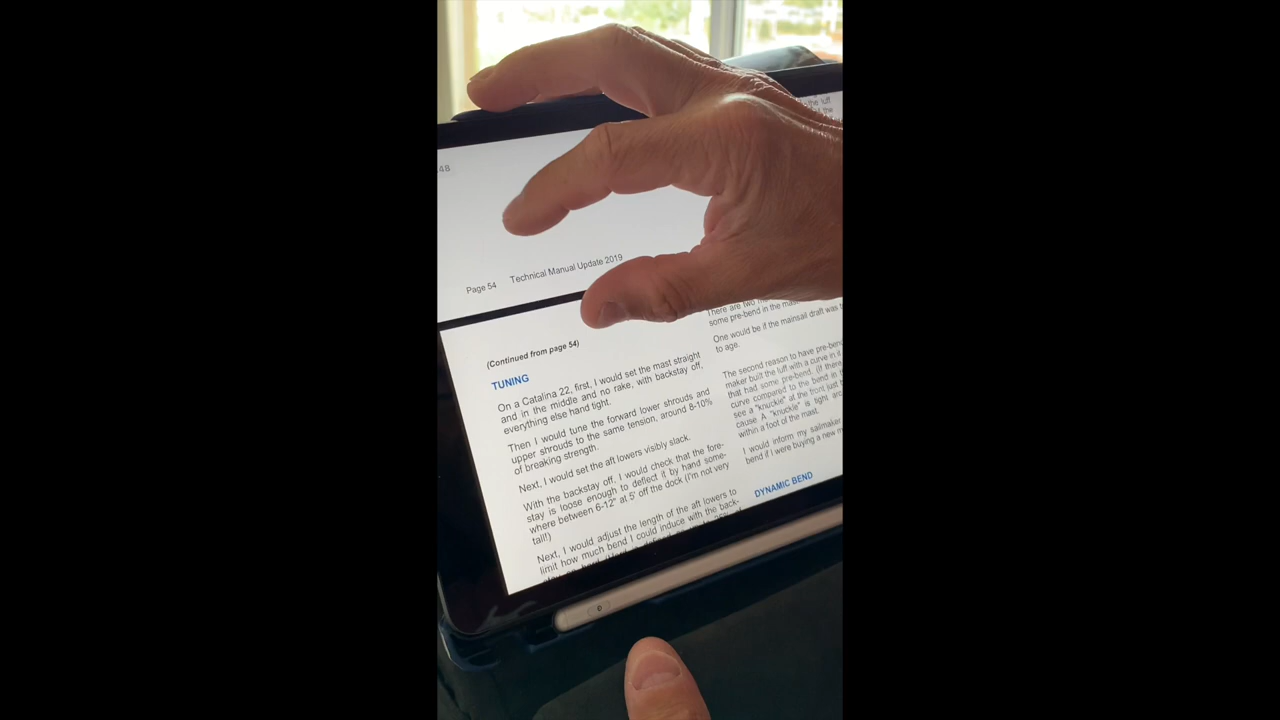 48
Page 54 Technical Manual Update 2019
(Continued from page 54)
TUNING
On a Catalina 22, first, I would set the mast straight
and in the middle and no rake, with backstay off,
everything else hand tight.
Then I would tune the forward lower shrouds and
upper shrouds to the same tension, around 8-10%
of breaking strength.
Next, I would set the aft lowers visibly slack.
With the backstay off, I would check that the fore-
stay is loose enough to deflect it by hand some-
where between 6-12" at 5' off the dock (I'm not very
tall!)
Next, I would adjust the length of the aft lowers to
limit how much bend I could induce with the back-
the luff
There are two
some pre-bend in the
One would be if the mainsail draft was
to age.
The second reason to have pre-bend
maker built the luff with a curve in it
that had some pre-bend. (If there
curve compared to the bend in
see a "knuckle" at the front just
cause. A "knuckle" is tight,
within a foot of the mast.
I would inform my sailmaker
bend if I were buying a new
DYNAMIC BEND